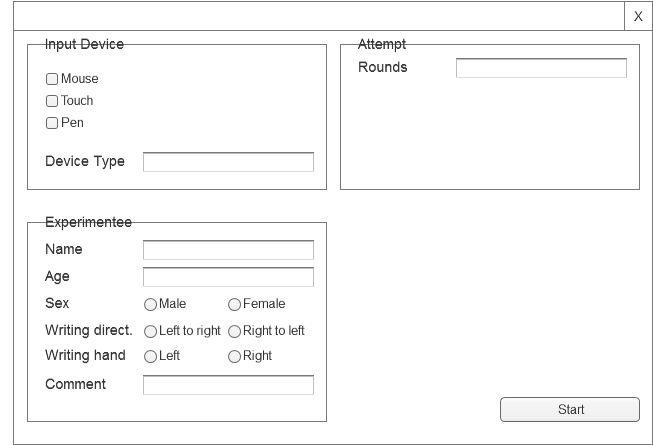 X
Input Device
Mouse
Touch
Pen
Device Type
Attempt
Rounds
Experimentee
Name
Age
Sex Male Female
Writing direct. Left to right Right to left
Writing hand Left Right
Comment
Start